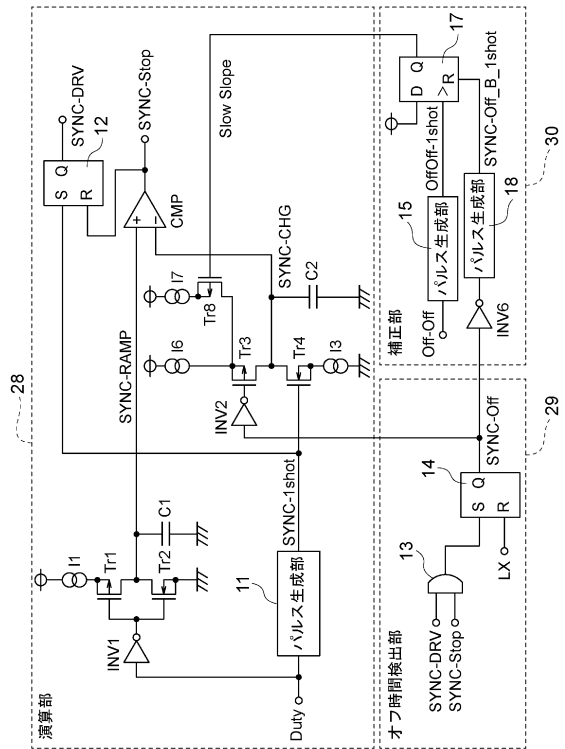 28
演算部
Duty
INV1
I1
Tr1
Tr2
C1
11
パルス生成部
SYNC-1shot
SYNC-RAMP
INV2
I6
Tr3
Tr4
I3
I7
Tr8
SYNC-CHG
C2
Slow Slope
+
−
CMP
S Q
R
12
SYNC-DRV
SYNC-Stop
29
オフ時間検出部
SYNC-DRV
SYNC-Stop
13
LX
14
S Q
R
SYNC-Off
30
補正部
Off-Off
15
パルス生成部
OffOff-1shot
INV6
パルス生成部
18
SYNC-Off_B_1shot
D Q
R
17